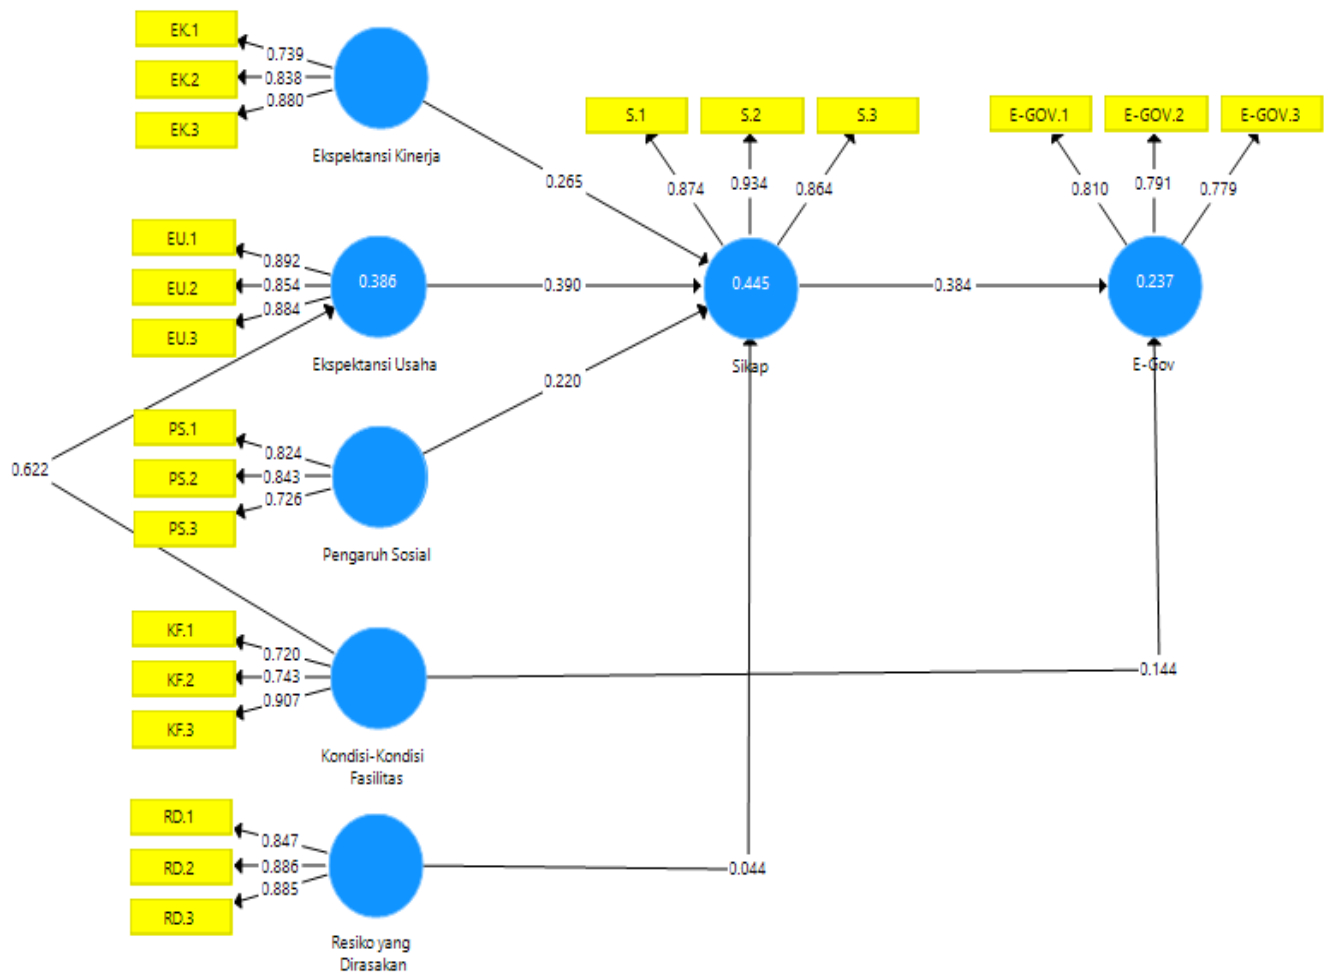 EK.1
0.739
EK.2
0.838
0.880
EK.3
Ekspektansi Kinerja
0.265
S.1
S.2
S.3
0.874
0.934
0.864
E-GOV.1
E-GOV.2
E-GOV.3
0.810
0.791
0.779
EU.1
0.892
EU.2
0.854
0.884
EU.3
0.386
Ekspektansi Usaha
0.390
0.445
Sikap
0.384
0.237
E-Gov
0.220
0.622
PS.1
0.824
PS.2
0.843
0.726
PS.3
Pengaruh Sosial
KF.1
0.720
KF.2
0.743
0.907
KF.3
Kondisi-Kondisi
Fasilitas
0.144
RD.1
0.847
RD.2
0.886
0.885
RD.3
Resiko yang
Dirasakan
0.044